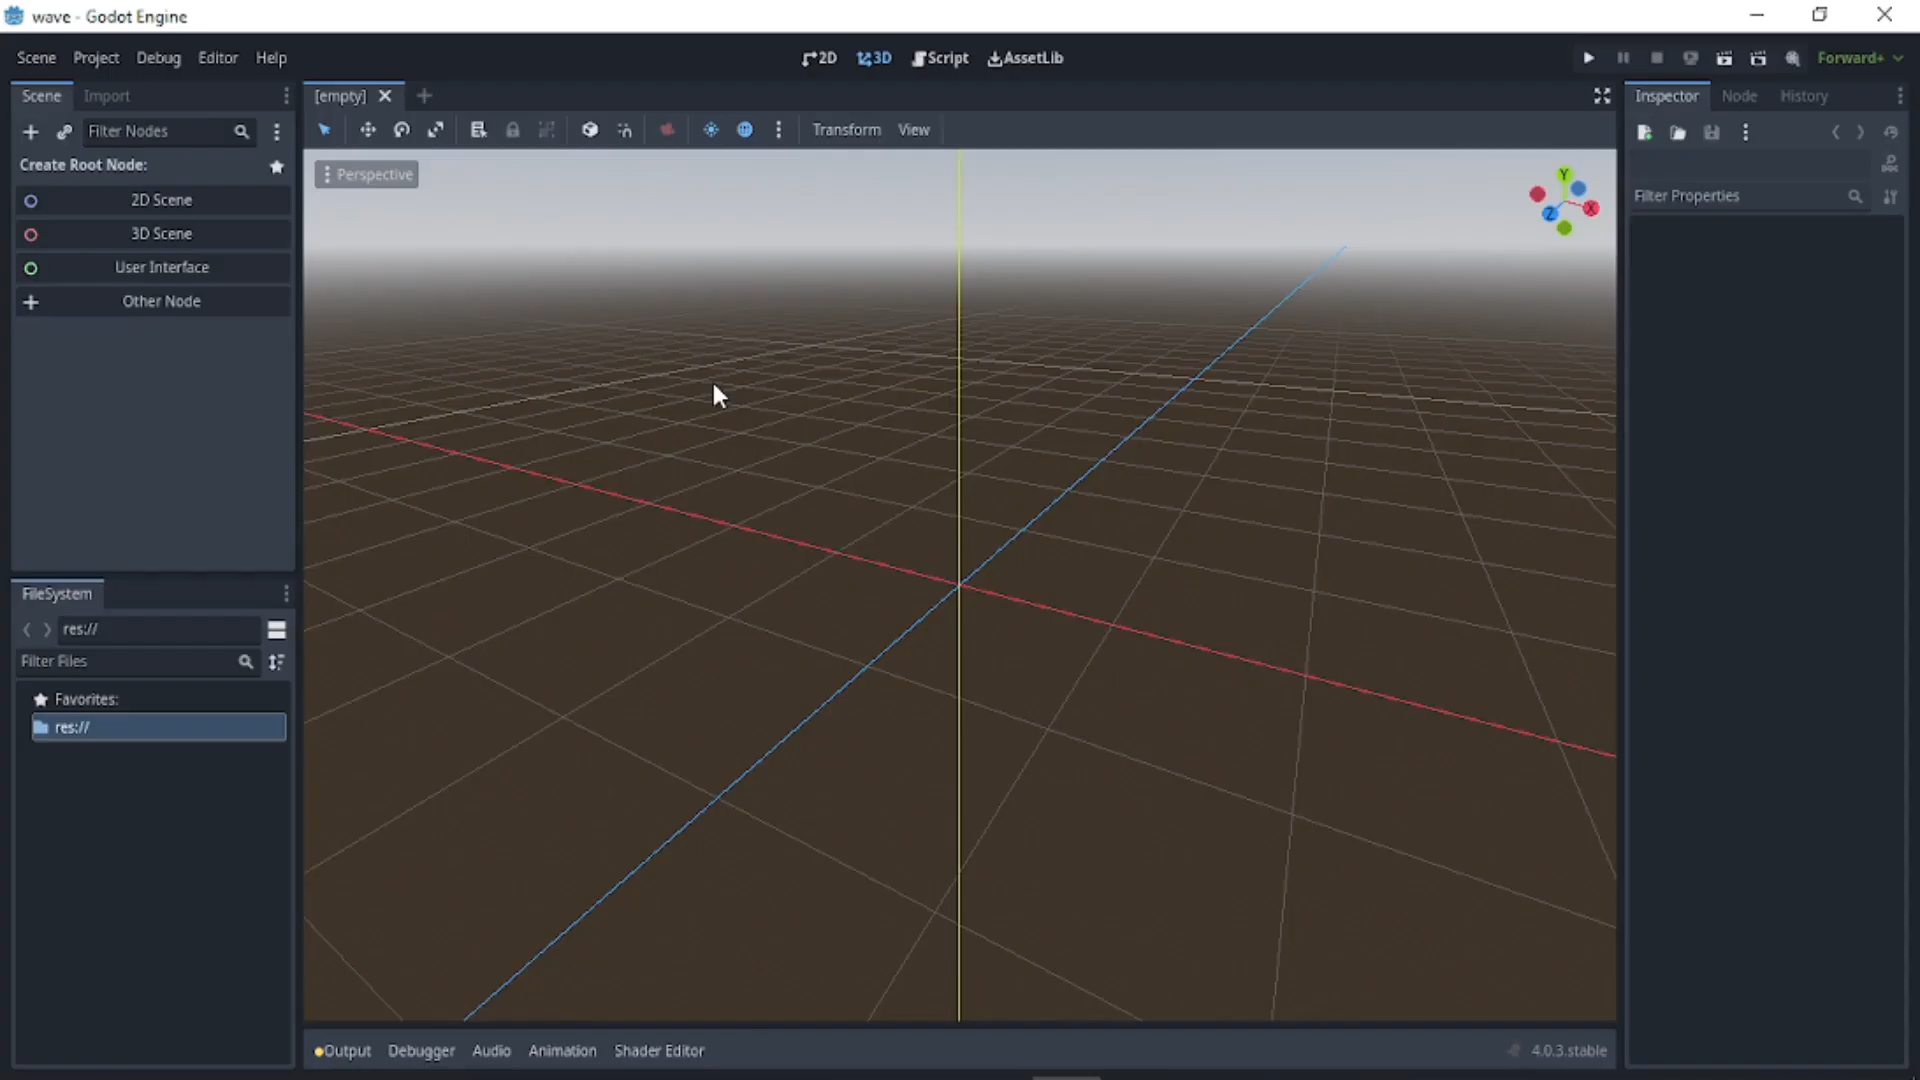 wave - Godot Engine
Scene Project Debug Editor Help
2D 3D Script AssetLib
Forward+
Scene Import
[empty]
Inspector Node History
Filter Nodes
Transform View
Create Root Node:
Perspective
2D Scene
3D Scene
User Interface
Other Node
Y
X
Z
Filter Properties
FileSystem
res://
Filter Files
Favorites:
res://
Output Debugger Audio Animation Shader Editor
4.0.3.stable